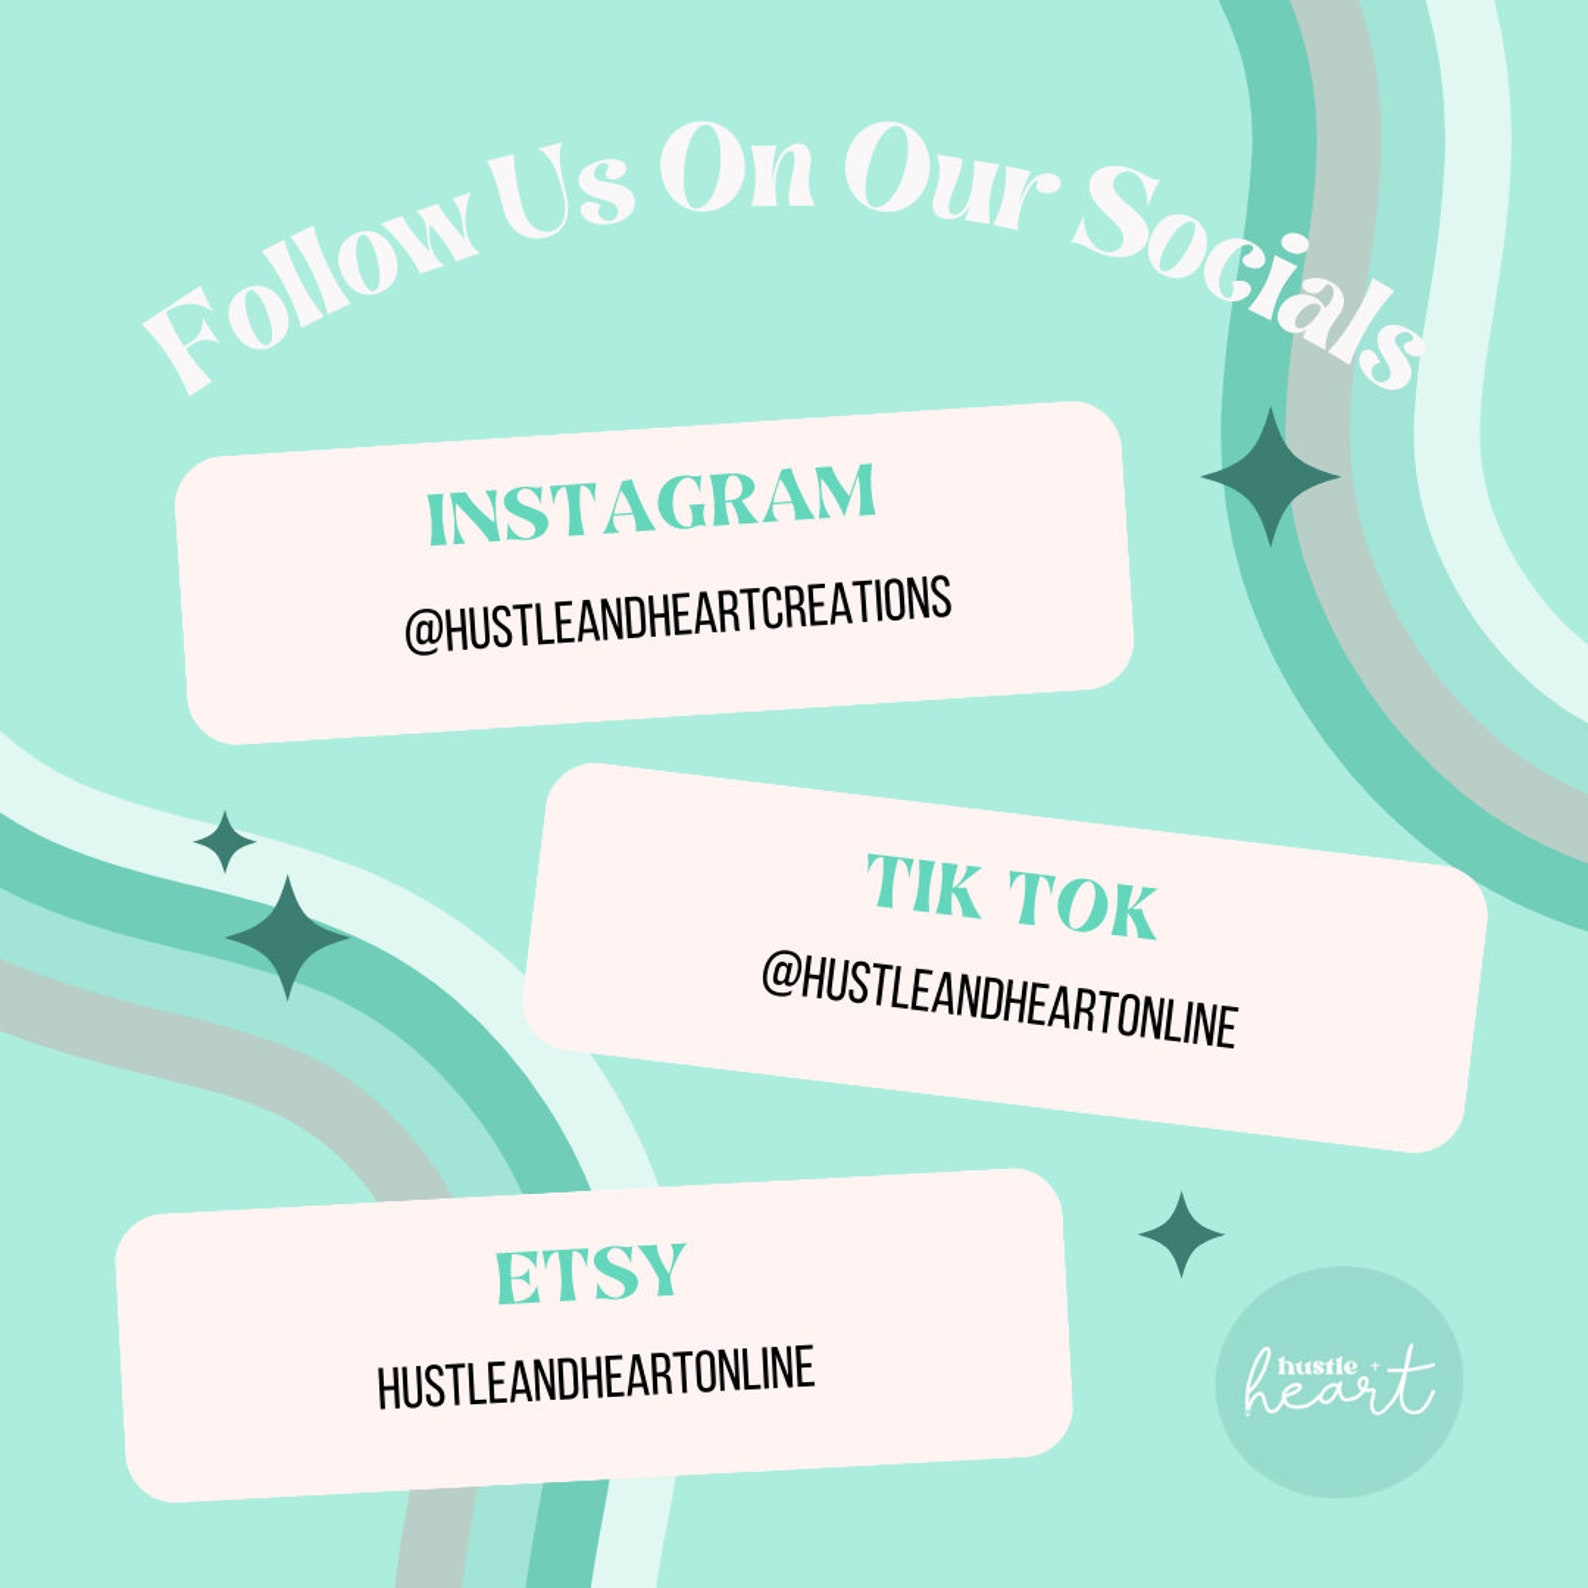 Follow Us On Our Socials
INSTAGRAM
@HUSTLEANDHEARTCREATIONS
TIK TOK
@HUSTLEANDHEARTONLINE
ETSY
HUSTLEANDHEARTONLINE
hustle +
heart